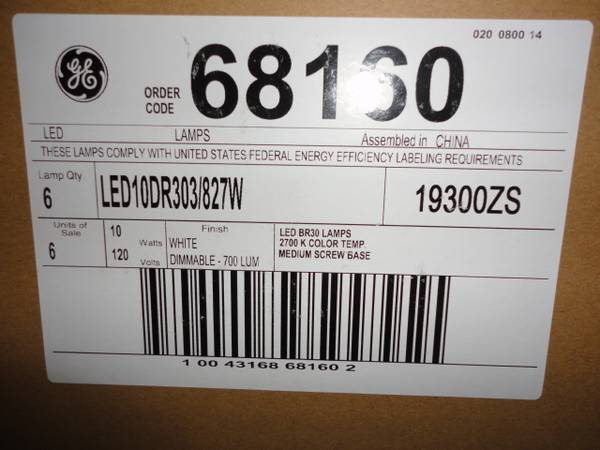 020 0800 14
GE
ORDER CODE 68160
LED LAMPS Assembled in CHINA
THESE LAMPS COMPLY WITH UNITED STATES FEDERAL ENERGY EFFICIENCY LABELING REQUIREMENTS
Lamp Qty
6 LED10DR303/827W 19300ZS
Units of Sale
6
10 Watts
120 Volts
Finish
WHITE
DIMMABLE - 700 LUM
LED BR30 LAMPS
2700 K COLOR TEMP.
MEDIUM SCREW BASE
1 00 43168 68160 2